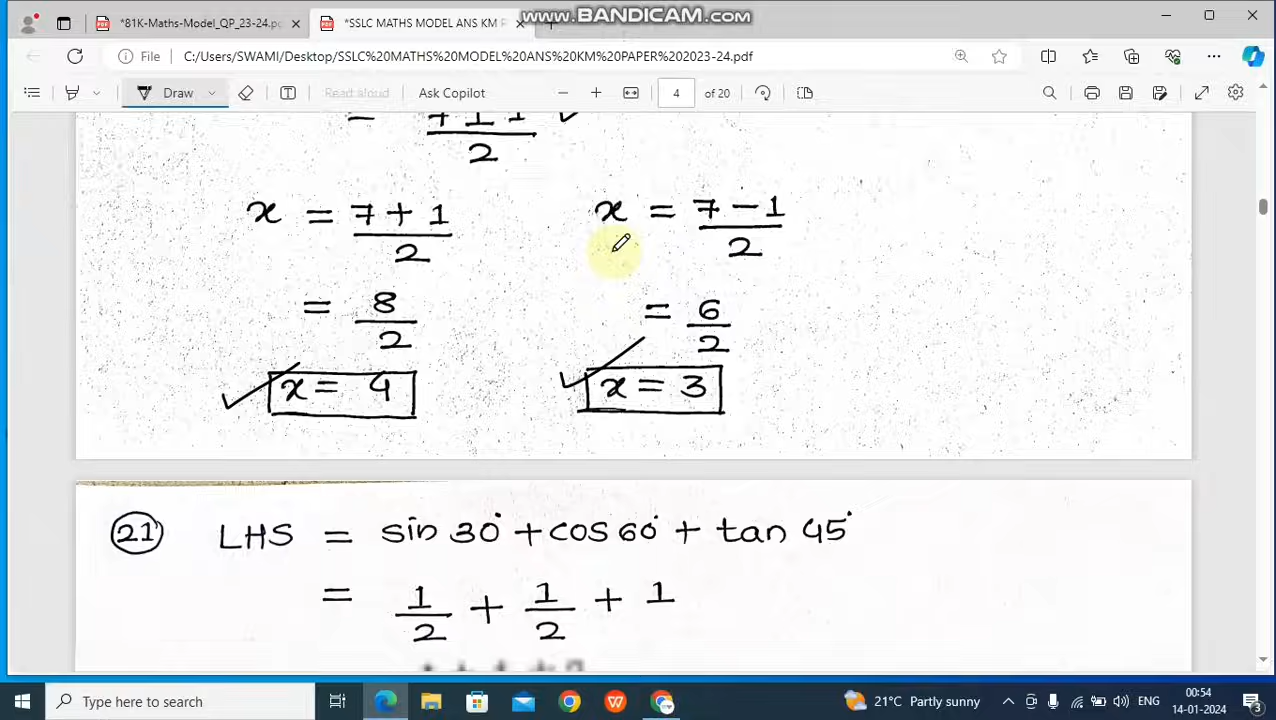 www.BANDICAM.com
*81K-Maths-Model_QP_23-24.p
*SSLC MATHS MODEL ANS KM
File
C:/Users/SWAMI/Desktop/SSLC%20MATHS%20MODEL%20ANS%20KM%20PAPER%202023-24.pdf
Draw
Read aloud
Ask Copilot
4
of 20
2
x = 7 + 1
2
x = 7 - 1
2
= 8
2
= 6
2
x = 4
x = 3
21 LHS = sin 30° + cos 60° + tan 45°
= 1/2 + 1/2 + 1
Type here to search
21°C Partly sunny
ENG
00:54
14-01-2024
3